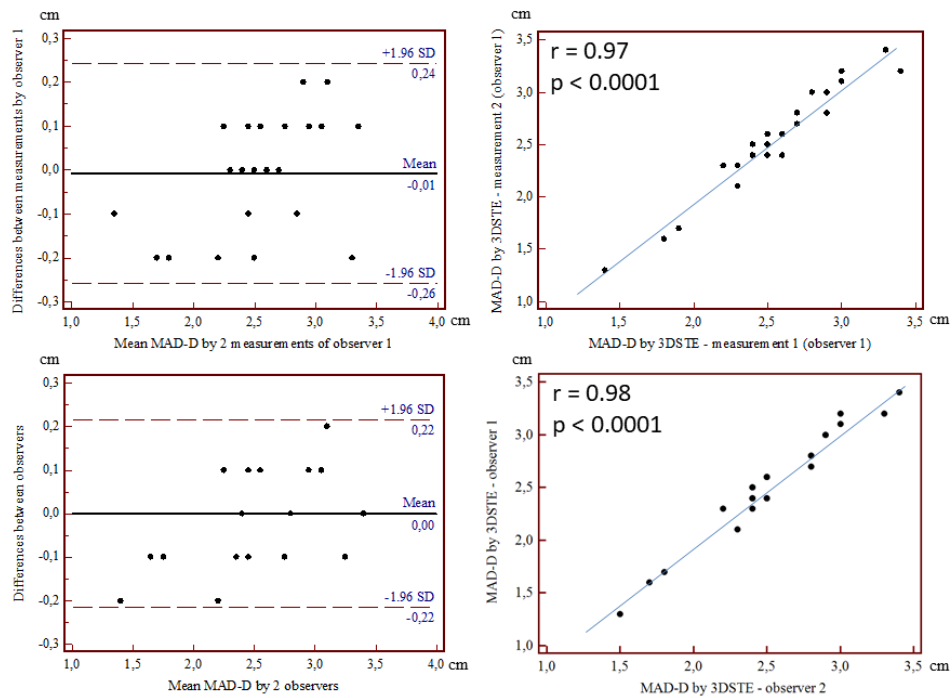 cm
0,3
0,2
0,1
0,0
-0,1
-0,2
-0,3
Differences between measurements by observer 1
+1.96 SD
0,24
Mean
-0,01
-1.96 SD
-0,26
1,0 1,5 2,0 2,5 3,0 3,5 4,0 cm
Mean MAD-D by 2 measurements of observer 1
cm
3,5
3,0
2,5
2,0
1,5
1,0
MAD-D by 3DSTE - measurement 2 (observer 1)
r = 0.97
p < 0.0001
1,0 1,5 2,0 2,5 3,0 3,5 cm
MAD-D by 3DSTE - measurement 1 (observer 1)
cm
0,3
0,2
0,1
0,0
-0,1
-0,2
-0,3
Differences between observers
+1.96 SD
0,22
Mean
0,00
-1.96 SD
-0,22
1,0 1,5 2,0 2,5 3,0 3,5 4,0 cm
Mean MAD-D by 2 observers
cm
3,5
3,0
2,5
2,0
1,5
1,0
MAD-D by 3DSTE - observer 1
r = 0.98
p < 0.0001
1,0 1,5 2,0 2,5 3,0 3,5 cm
MAD-D by 3DSTE - observer 2